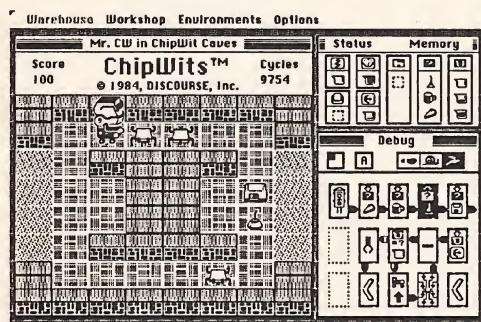 Warehouse Workshop Environments Options
Mr. CW in ChipWit Caves
Score
100
ChipWits™
© 1984, DISCOURSE, Inc.
Cycles
9754
Status Memory
Debug
A